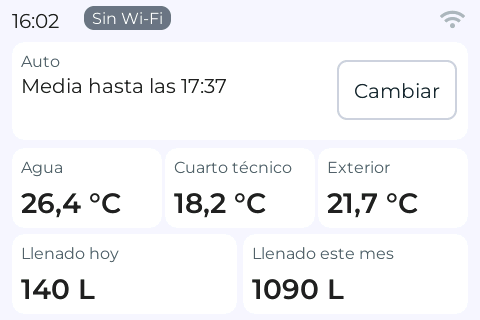 16:02 Sin Wi-Fi
Auto
Media hasta las 17:37
Cambiar
Agua
26,4 °C
Cuarto técnico
18,2 °C
Exterior
21,7 °C
Llenado hoy
140 L
Llenado este mes
1090 L